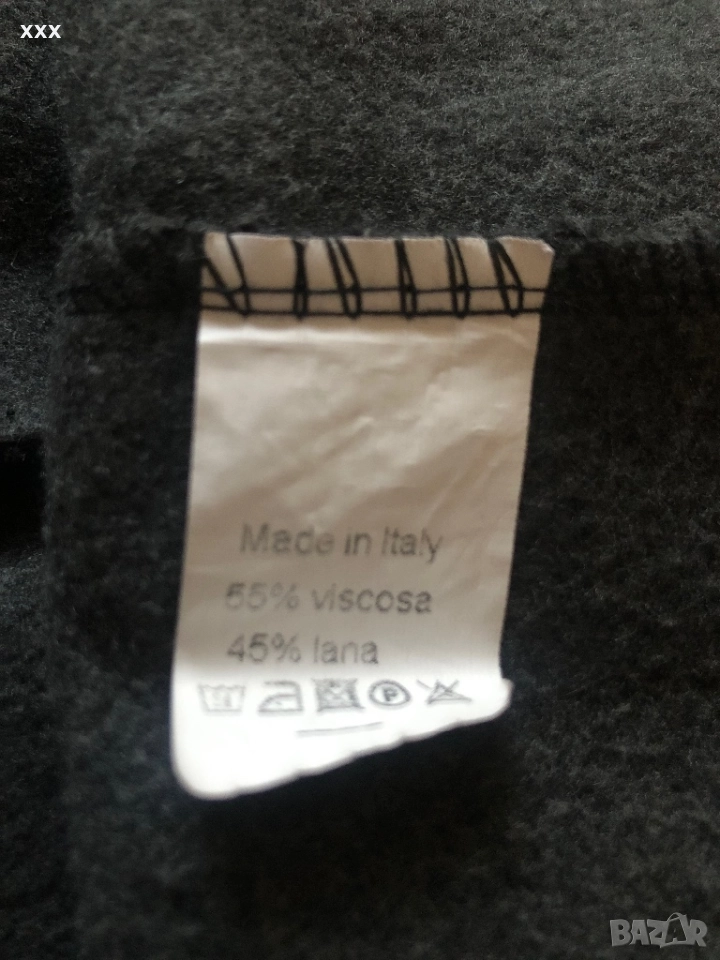 xxx
Made in Italy
55% viscosa
45% lana
P
BAZAR